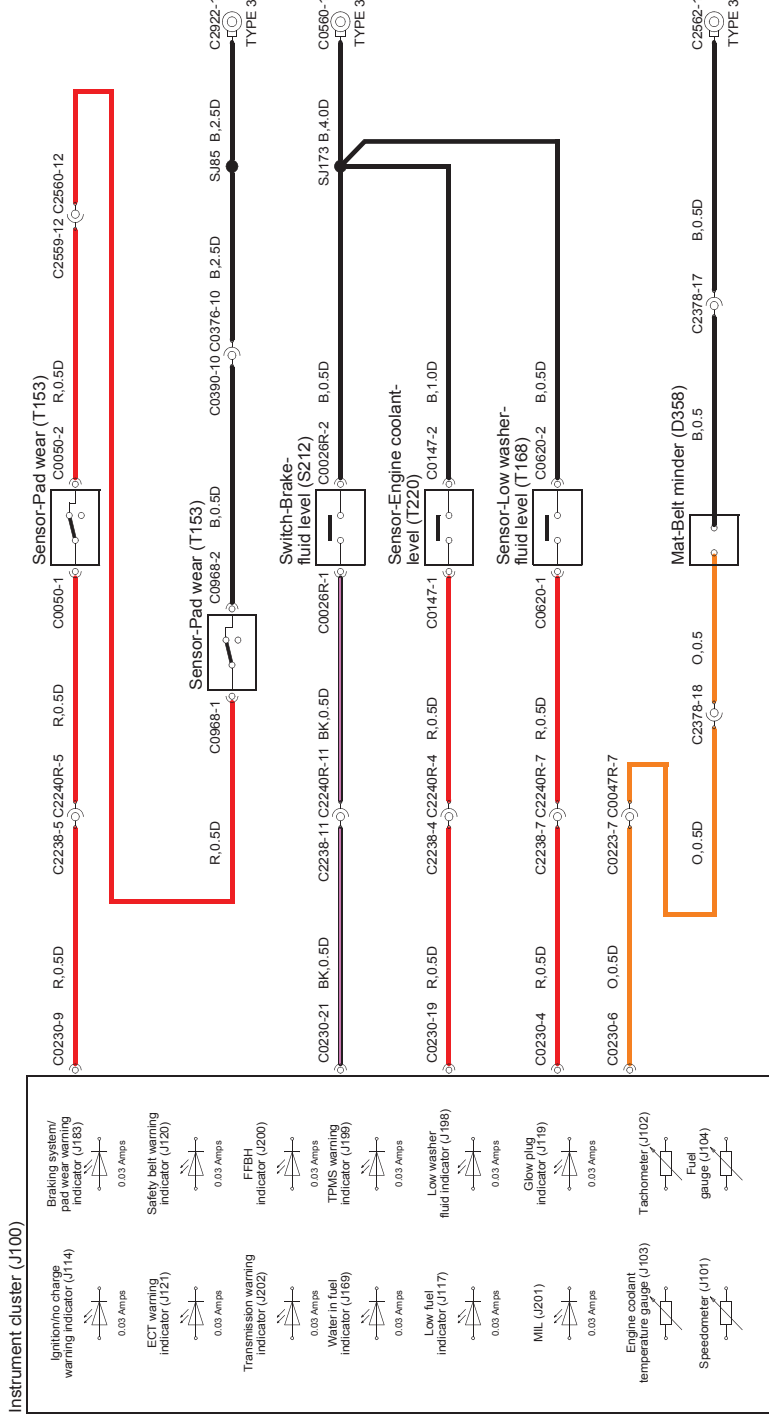 Instrument cluster (J100)
Ignition/no charge
warning indicator (J114)
0.03 Amps
Braking system/
pad wear warning
indicator (J183)
0.03 Amps
ECT warning
indicator (J121)
0.03 Amps
Safety belt warning
indicator (J120)
0.03 Amps
Transmission warning
indicator (J202)
0.03 Amps
FFBH
indicator (J200)
0.03 Amps
Water in fuel
indicator (J169)
0.03 Amps
TPMS warning
indicator (J199)
0.03 Amps
Low fuel
indicator (J117)
0.03 Amps
Low washer
fluid indicator (J198)
0.03 Amps
MIL (J201)
0.03 Amps
Glow plug
indicator (J119)
0.03 Amps
Engine coolant
temperature gauge (J103)
Tachometer (J102)
Speedometer (J101)
Fuel
gauge (J104)
C0230-9 R,0.5D C2238-5 C2240R-5 R,0.5D C0050-1
Sensor-Pad wear (T153)
C0050-2 R,0.5D C2559-12 C2560-12
R,0.5D C0968-1
Sensor-Pad wear (T153)
C0968-2 B,0.5D C0390-10 C0376-10 B,2.5D SJ85 B,2.5D C2922-
TYPE 3
C0230-21 BK,0.5D C2238-11 C2240R-11 BK,0.5D C0026R-1
Switch-Brake-
fluid level (S212)
C0026R-2 B,0.5D SJ173 B,4.0D C0560-
TYPE 3
C0230-19 R,0.5D C2238-4 C2240R-4 R,0.5D C0147-1
Sensor-Engine coolant-
level (T220)
C0147-2 B,1.0D
C0230-4 R,0.5D C2238-7 C2240R-7 R,0.5D C0620-1
Sensor-Low washer-
fluid level (T168)
C0620-2 B,0.5D
C0230-6 O,0.5D C0223-7 C0047R-7
O,0.5D C2378-18 O,0.5
Mat-Belt minder (D358)
B,0.5 C2378-17 B,0.5D C2562-
TYPE 3